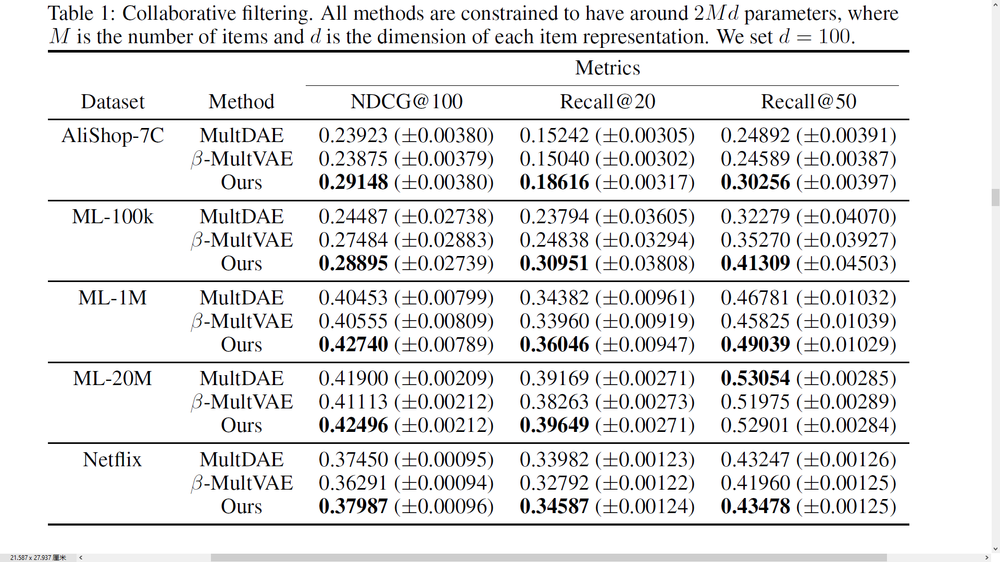 Table 1: Collaborative filtering. All methods are constrained to have around 2Md parameters, where
M is the number of items and d is the dimension of each item representation. We set d = 100.
Metrics
Dataset Method NDCG@100 Recall@20 Recall@50
AliShop-7C MultDAE 0.23923 (±0.00380) 0.15242 (±0.00305) 0.24892 (±0.00391)
β-MultVAE 0.23875 (±0.00379) 0.15040 (±0.00302) 0.24589 (±0.00387)
Ours 0.29148 (±0.00380) 0.18616 (±0.00317) 0.30256 (±0.00397)
ML-100k MultDAE 0.24487 (±0.02738) 0.23794 (±0.03605) 0.32279 (±0.04070)
β-MultVAE 0.27484 (±0.02883) 0.24838 (±0.03294) 0.35270 (±0.03927)
Ours 0.28895 (±0.02739) 0.30951 (±0.03808) 0.41309 (±0.04503)
ML-1M MultDAE 0.40453 (±0.00799) 0.34382 (±0.00961) 0.46781 (±0.01032)
β-MultVAE 0.40555 (±0.00809) 0.33960 (±0.00919) 0.45825 (±0.01039)
Ours 0.42740 (±0.00789) 0.36046 (±0.00947) 0.49039 (±0.01029)
ML-20M MultDAE 0.41900 (±0.00209) 0.39169 (±0.00271) 0.53054 (±0.00285)
β-MultVAE 0.41113 (±0.00212) 0.38263 (±0.00273) 0.51975 (±0.00289)
Ours 0.42496 (±0.00212) 0.39649 (±0.00271) 0.52901 (±0.00284)
Netflix MultDAE 0.37450 (±0.00095) 0.33982 (±0.00123) 0.43247 (±0.00126)
β-MultVAE 0.36291 (±0.00094) 0.32792 (±0.00122) 0.41960 (±0.00125)
Ours 0.37987 (±0.00096) 0.34587 (±0.00124) 0.43478 (±0.00125)
21.587 x 27.937 厘米